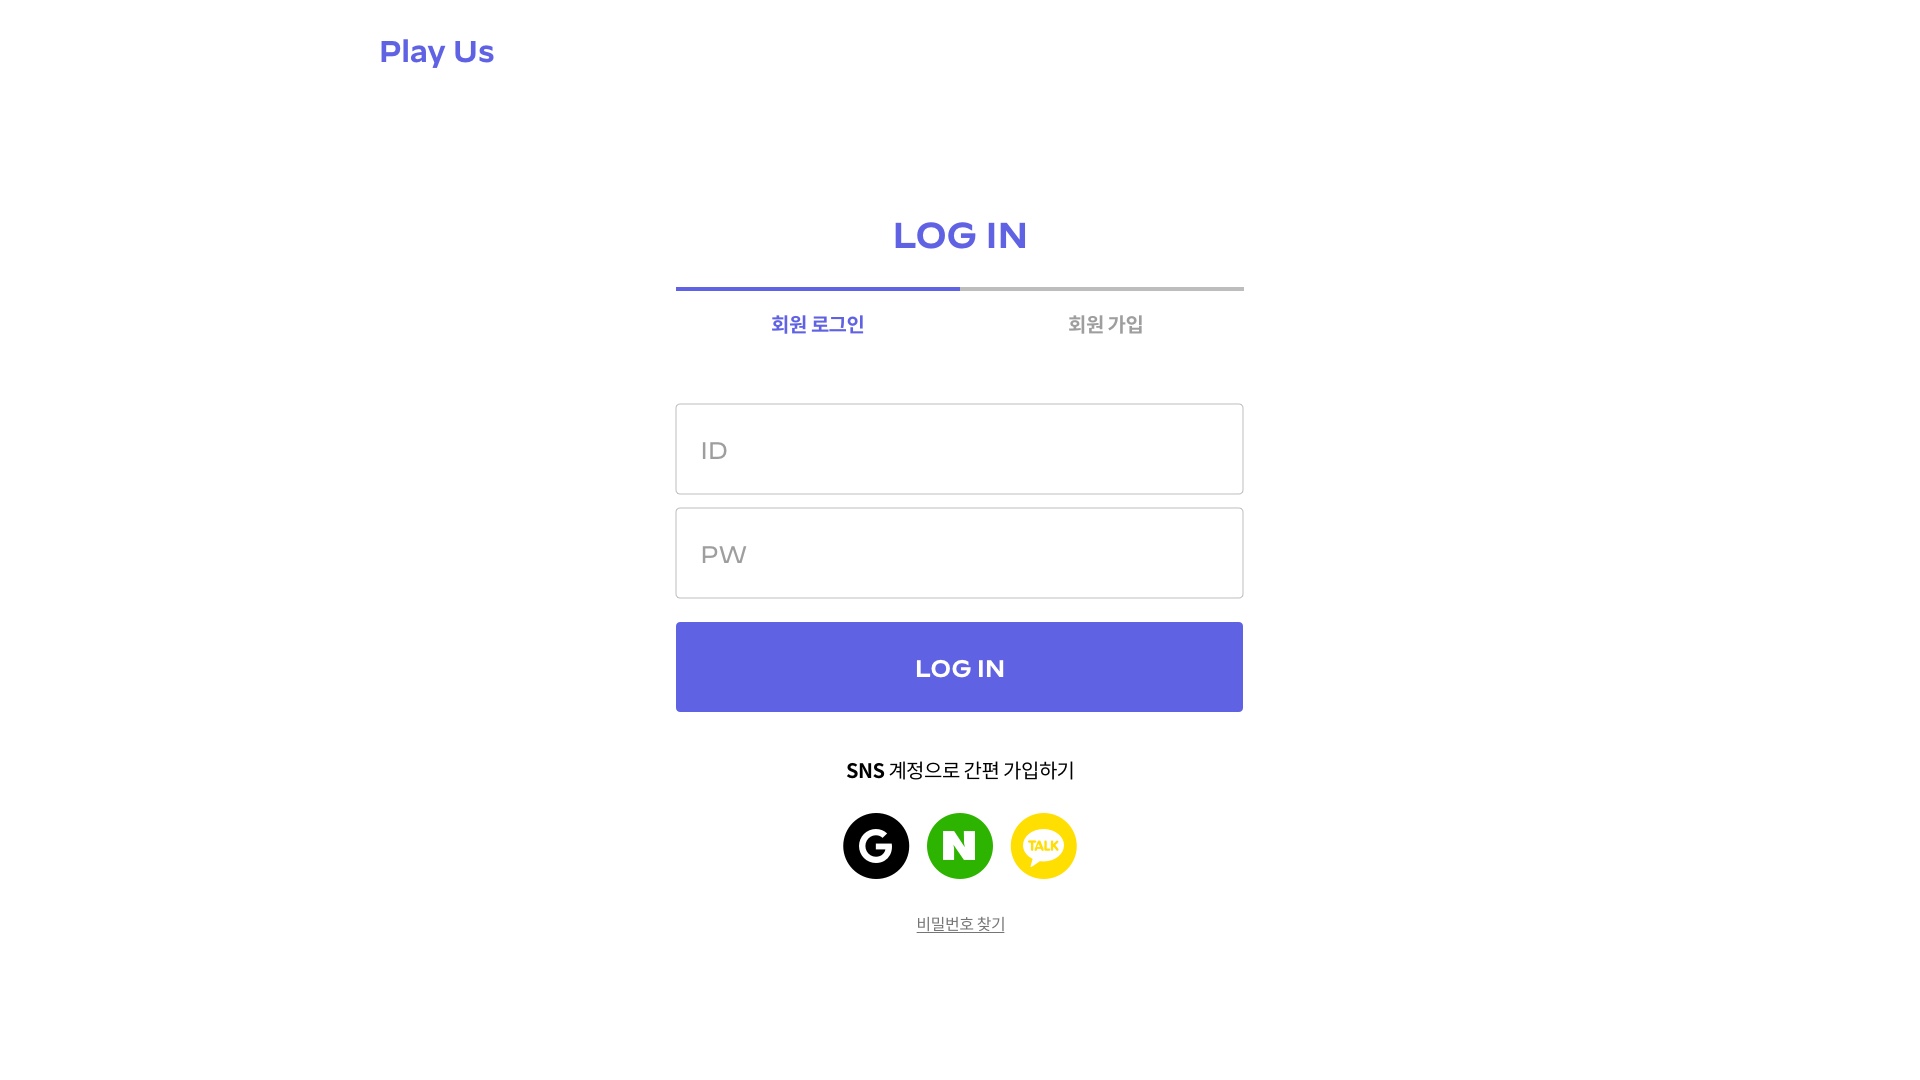 Play Us
LOG IN
회원 로그인
회원 가입
ID
PW
LOG IN
SNS 계정으로 간편 가입하기
G N TALK
비밀번호 찾기